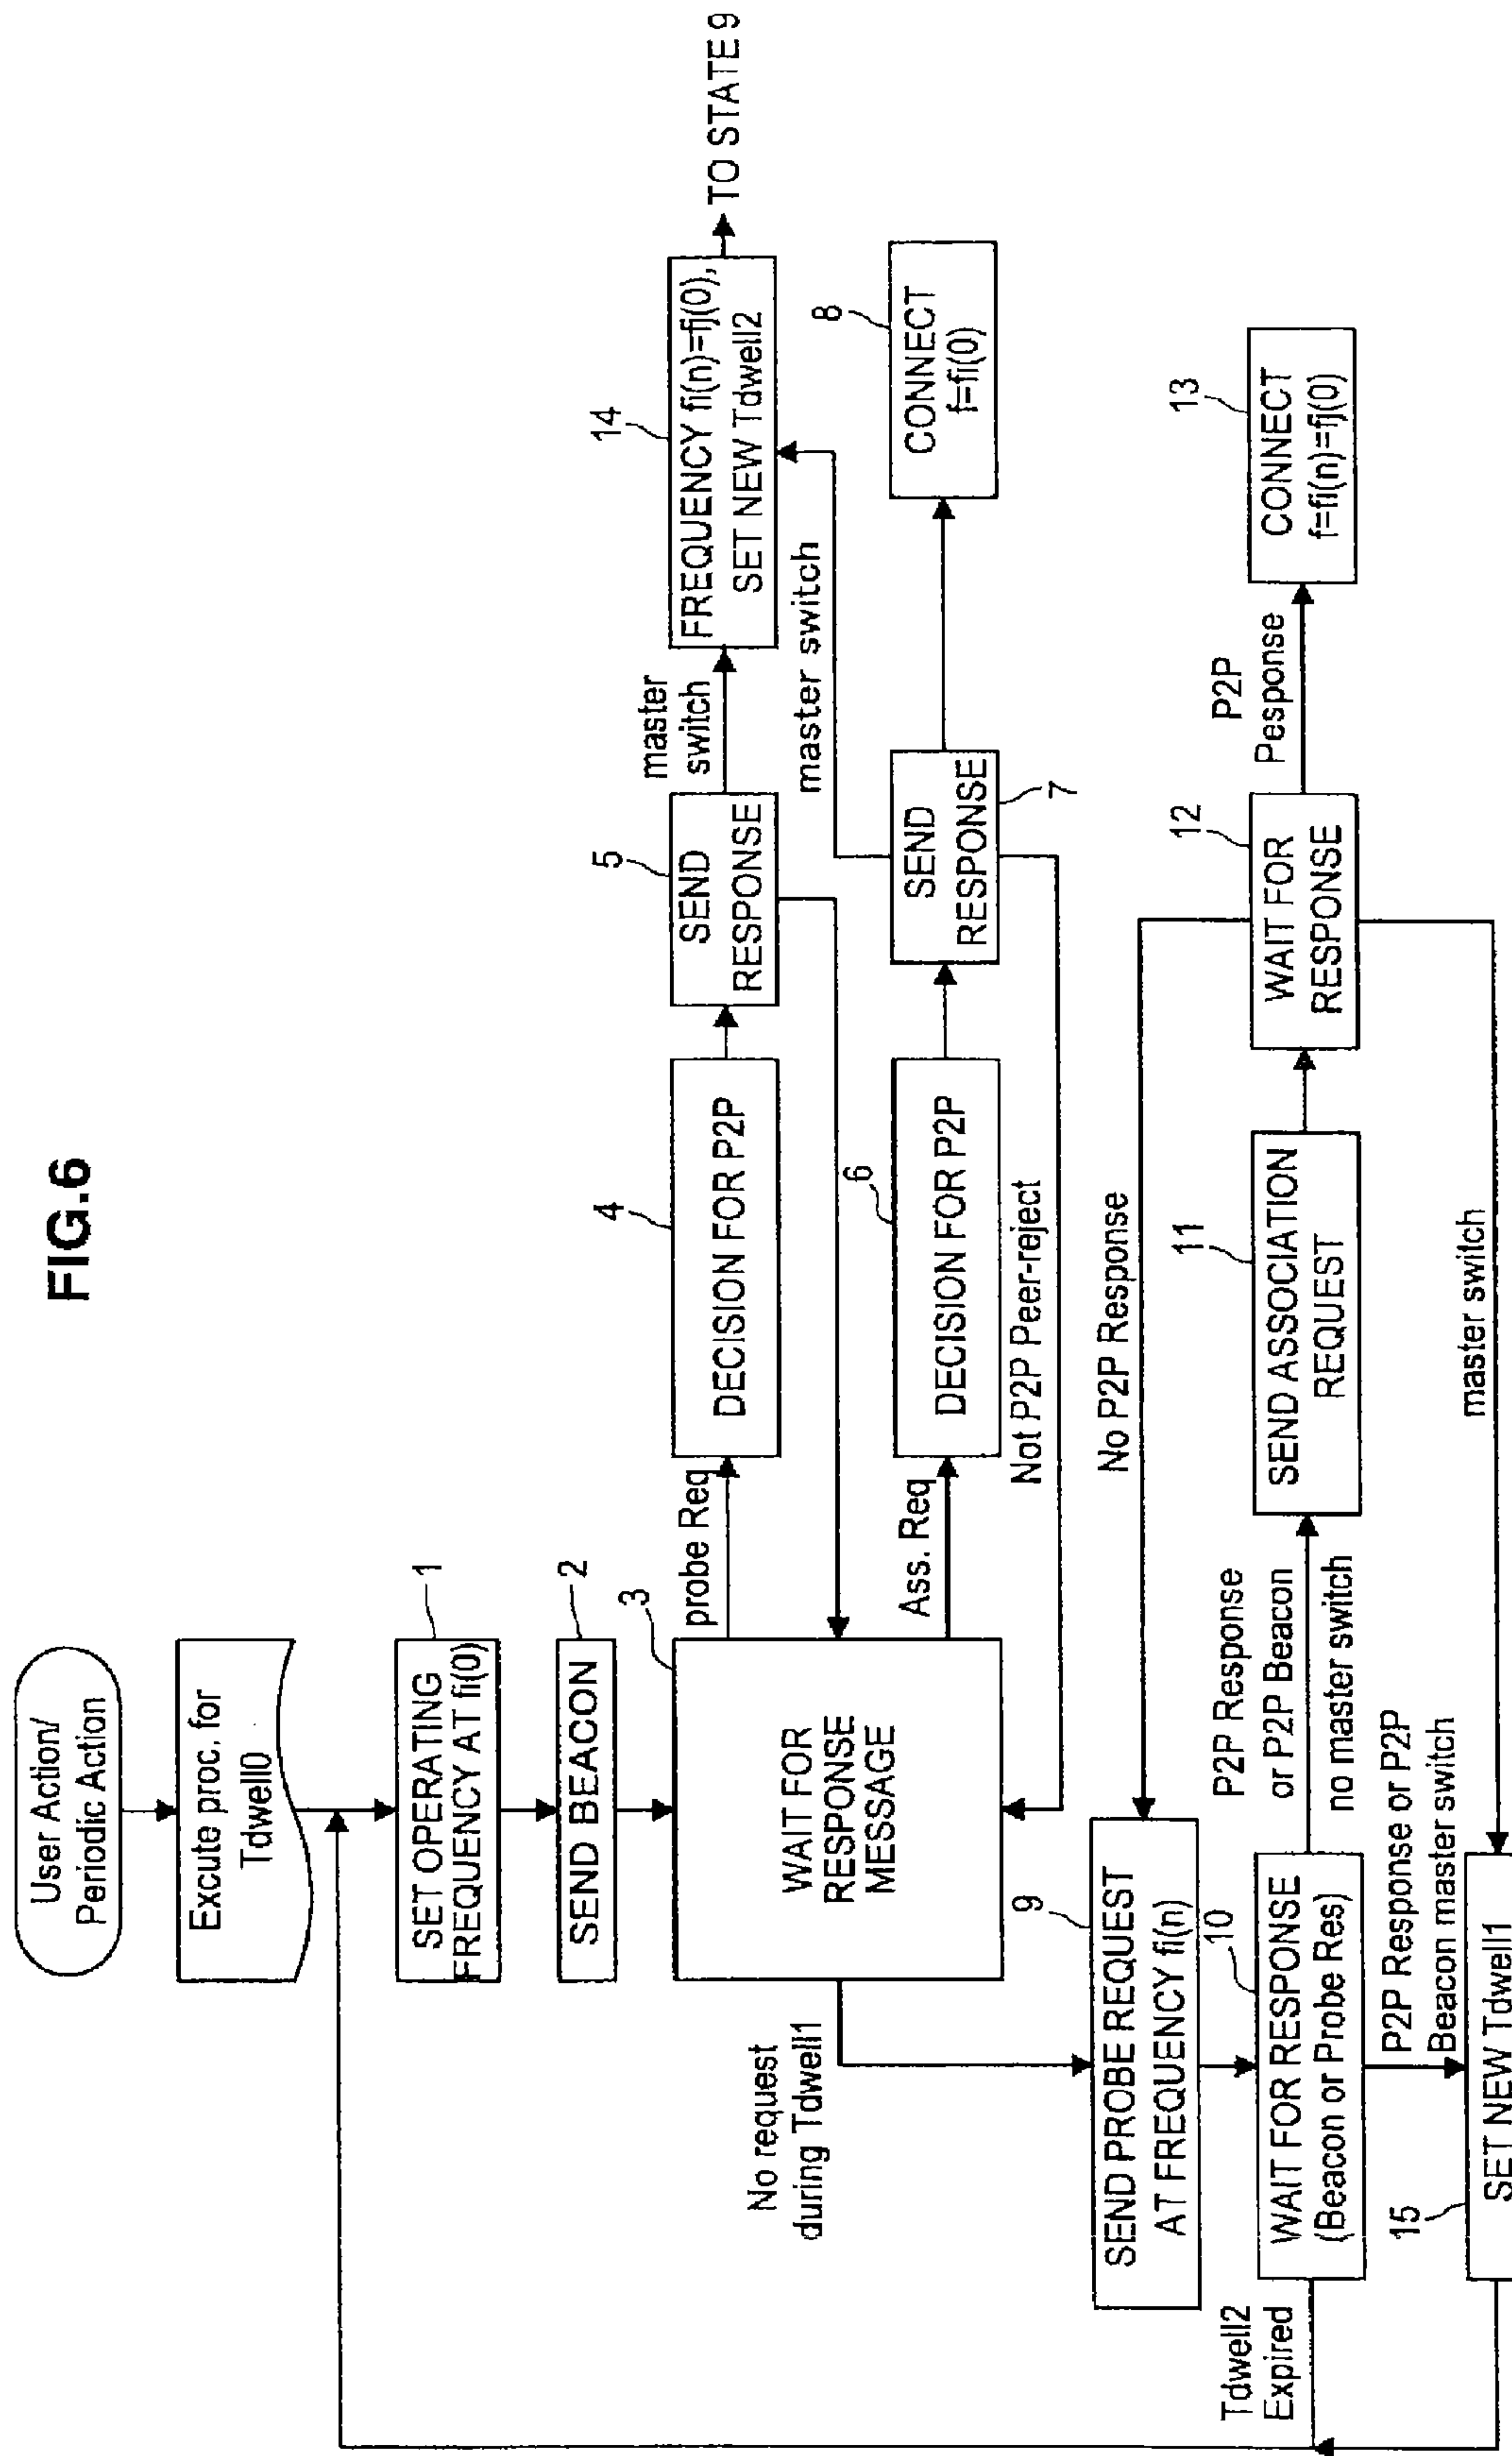 FIG.6
User Action/
Periodic Action
Excute proc. for
Tdwell0
1
SET OPERATING
FREQUENCY AT fi(0)
2
SEND BEACON
3
WAIT FOR
RESPONSE
MESSAGE
probe Req
4
DECISION FOR P2P
5
SEND
RESPONSE
master
switch
14
FREQUENCY fi(n)=fj(0),
SET NEW Tdwell2
TO STATE 9
Ass. Req
6
DECISION FOR P2P
7
SEND
RESPONSE
master switch
8
CONNECT
f=fi(0)
Not P2P Peer-reject
No request
during Tdwell1
9
SEND PROBE REQUEST
AT FREQUENCY fi(n)
No P2P Response
10
WAIT FOR RESPONSE
(Beacon or Probe Res)
Tdwell2
Expired
P2P Response
or P2P Beacon
no master switch
11
SEND ASSOCIATION
REQUEST
12
WAIT FOR
RESPONSE
P2P
Pesponse
13
CONNECT
f=fi(n)=fj(0)
P2P Response or P2P
Beacon master switch
master switch
15
SET NEW Tdwell1